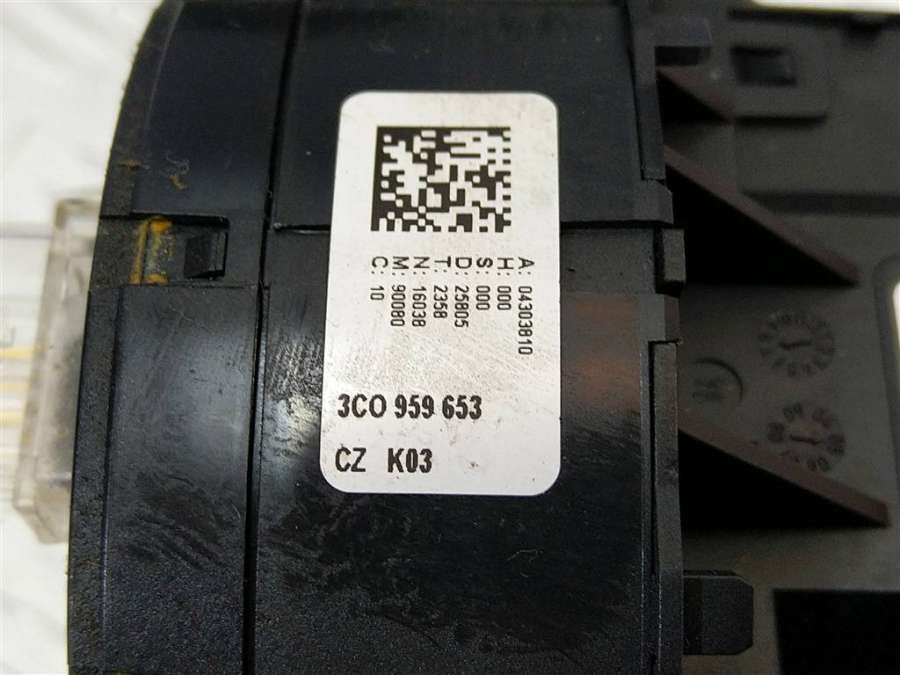 A: 04303810
H: 000
S: 000
D: 25805
T: 2358
N: 16038
M: 90080
C: 10
3C0 959 653
CZ K03